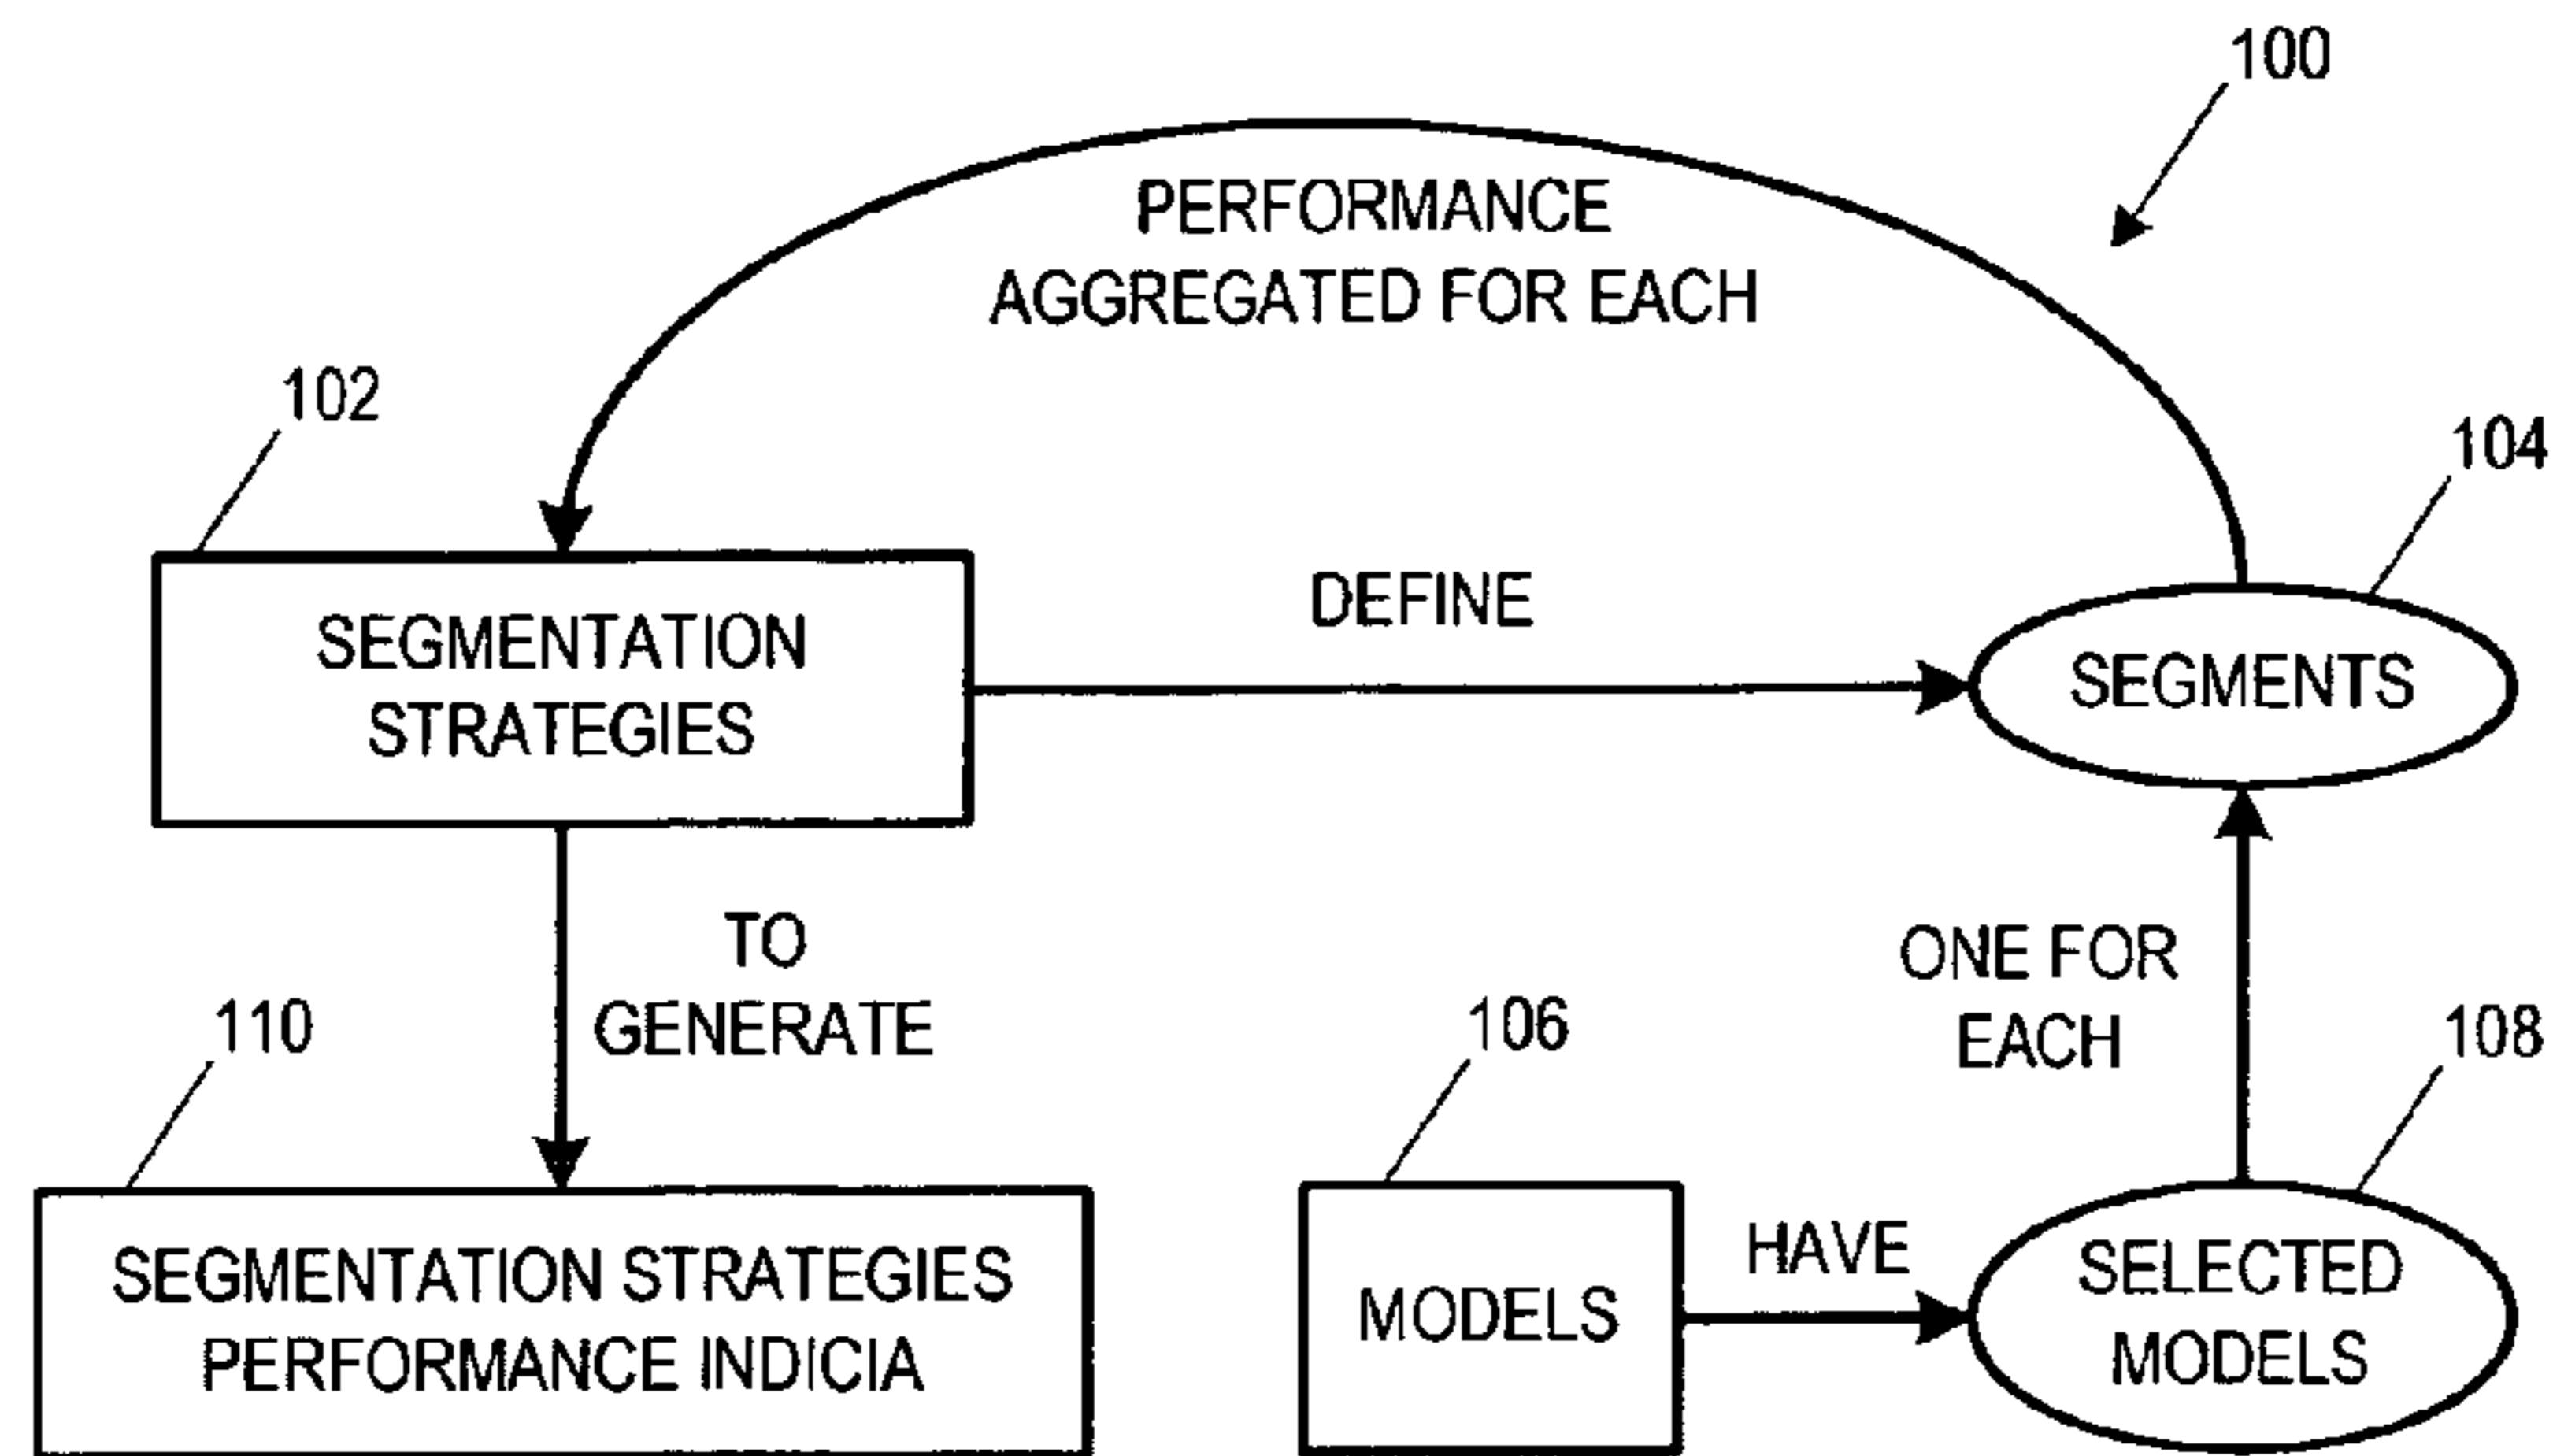 100
PERFORMANCE
AGGREGATED FOR EACH
102
104
DEFINE
SEGMENTATION
STRATEGIES
SEGMENTS
TO
GENERATE
ONE FOR
EACH
110
106
108
HAVE
SEGMENTATION STRATEGIES
PERFORMANCE INDICIA
MODELS
SELECTED
MODELS